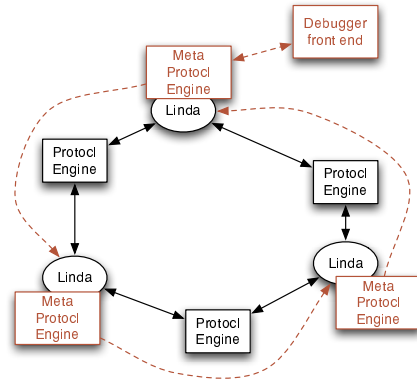 Debugger
front end
Meta
Protocl
Engine
Linda
Protocl
Engine
Protocl
Engine
Linda
Meta
Protocl
Engine
Linda
Meta
Protocl
Engine
Protocl
Engine